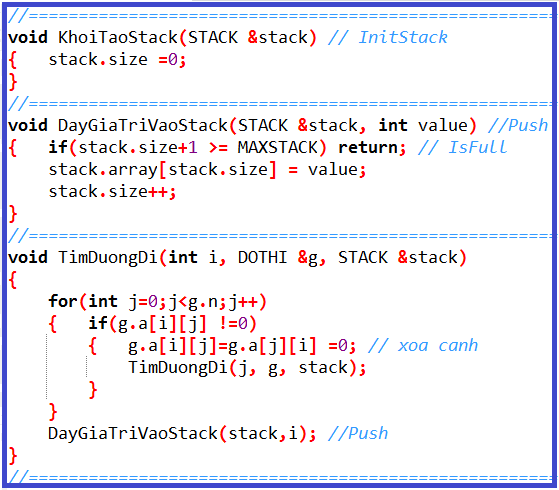 //=====================================================
void KhoiTaoStack(STACK &stack) // InitStack
{   stack.size =0;
}
//=====================================================
void DayGiaTriVaoStack(STACK &stack, int value) //Push
{   if(stack.size+1 >= MAXSTACK) return; // IsFull
    stack.array[stack.size] = value;
    stack.size++;
}
//=====================================================
void TimDuongDi(int i, DOTHI &g, STACK &stack)
{
    for(int j=0;j<g.n;j++)
    {   if(g.a[i][j] !=0)
        {   g.a[i][j]=g.a[j][i] =0; // xoa canh
            TimDuongDi(j, g, stack);
        }
    }
    DayGiaTriVaoStack(stack,i); //Push
}
//=====================================================